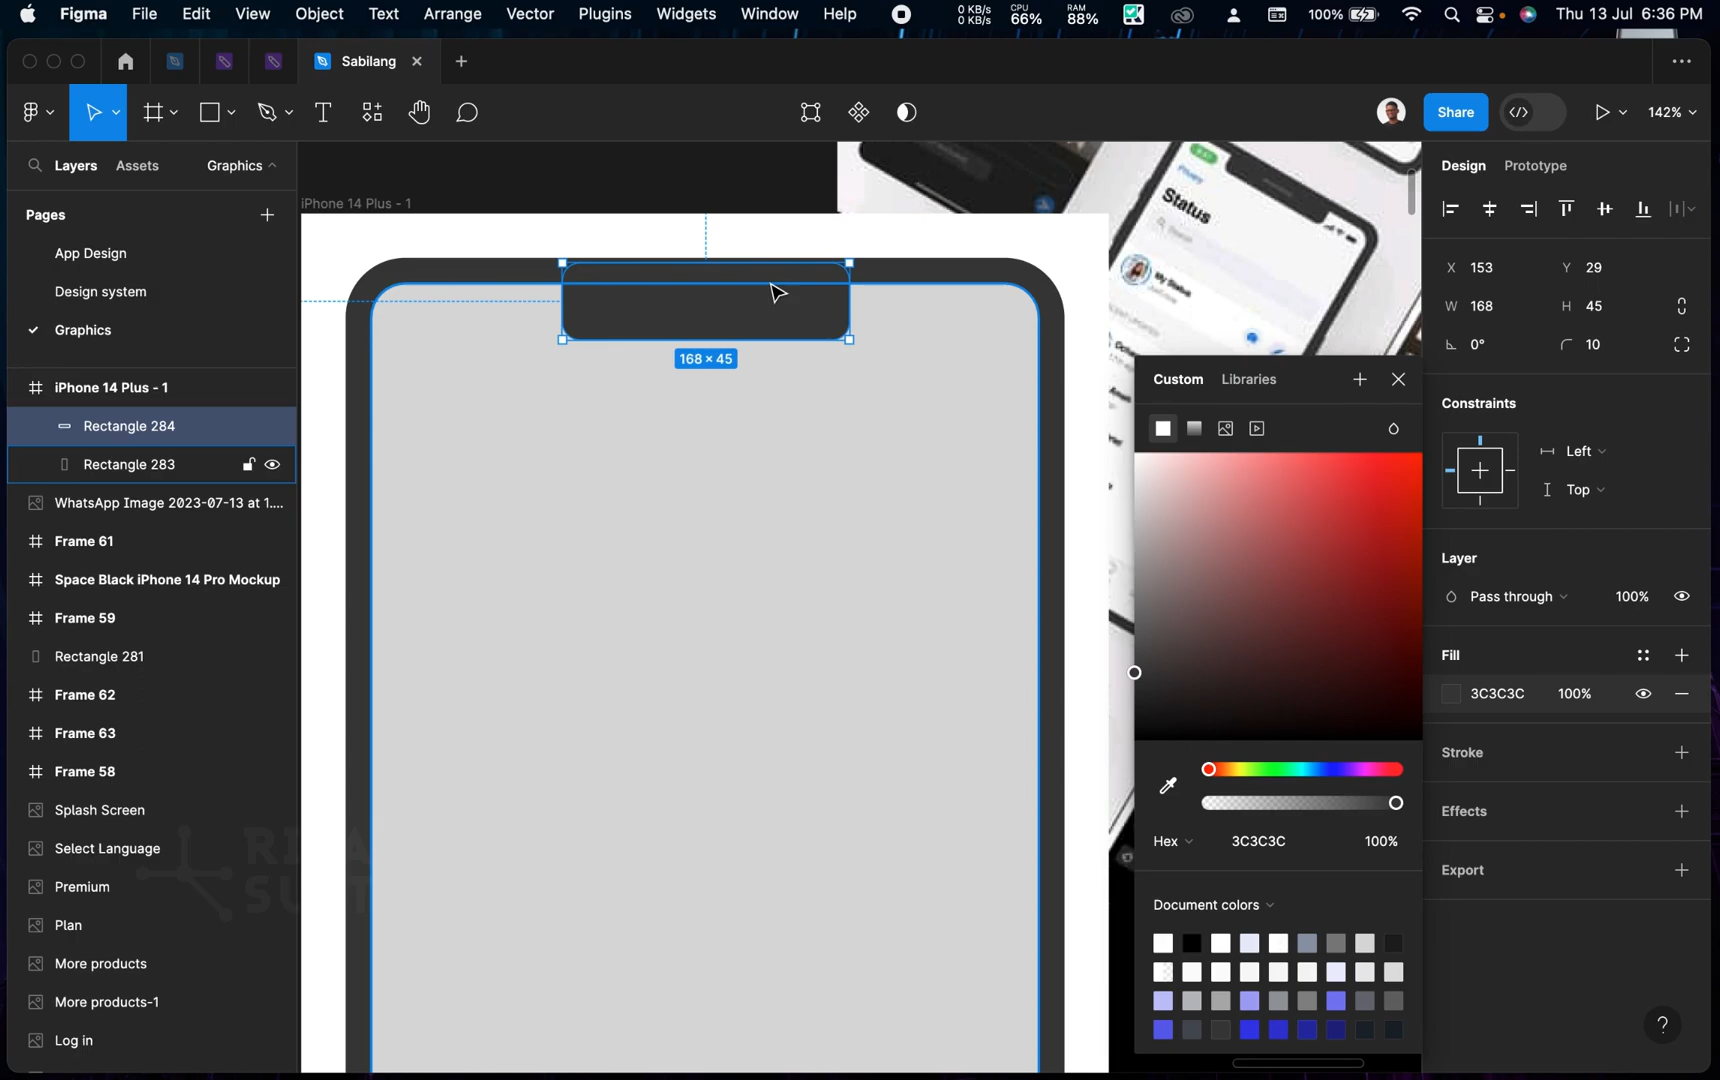 Figma File Edit View Object Text Arrange Vector Plugins Widgets Window Help 0 KB/s 0 KB/s CPU 66% RAM 88% 100% Thu 13 Jul 6:36 PM
Sabilang
Share 142%
Layers Assets Graphics
Design Prototype
Pages
App Design
Design system
Graphics
iPhone 14 Plus - 1
Rectangle 284
Rectangle 283
WhatsApp Image 2023-07-13 at 1....
Frame 61
Space Black iPhone 14 Pro Mockup
Frame 59
Rectangle 281
Frame 62
Frame 63
Frame 58
Splash Screen
Select Language
Premium
Plan
More products
More products-1
Log in
iPhone 14 Plus - 1
168 × 45
Privacy
Status
Search
My Status
Custom Libraries
Hex 3C3C3C 100%
Document colors
X 153 Y 29
W 168 H 45
0° 10
Constraints
Left
Top
Layer
Pass through 100%
Fill
3C3C3C 100%
Stroke
Effects
Export
?